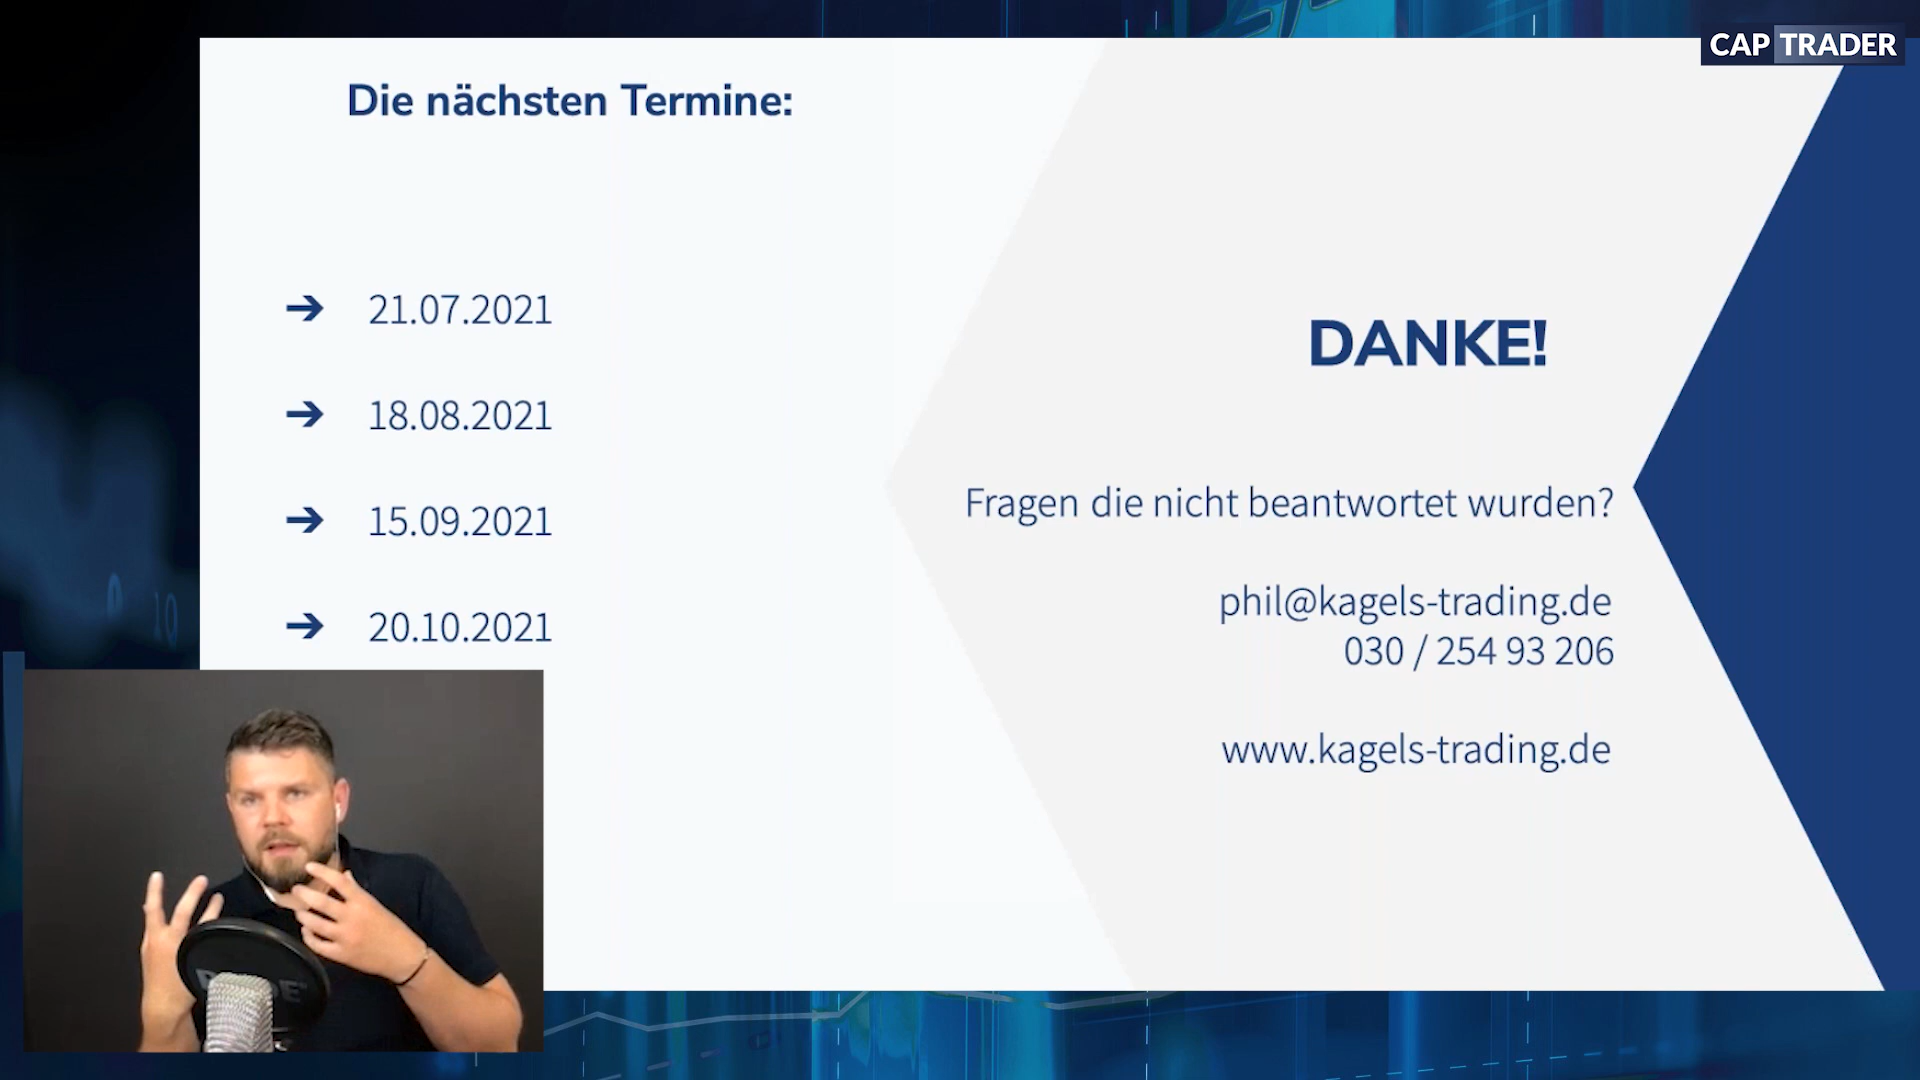 CAP TRADER
Die nächsten Termine:
➔ 21.07.2021
➔ 18.08.2021
➔ 15.09.2021
➔ 20.10.2021
DANKE!
Fragen die nicht beantwortet wurden?
phil@kagels-trading.de
030 / 254 93 206
www.kagels-trading.de